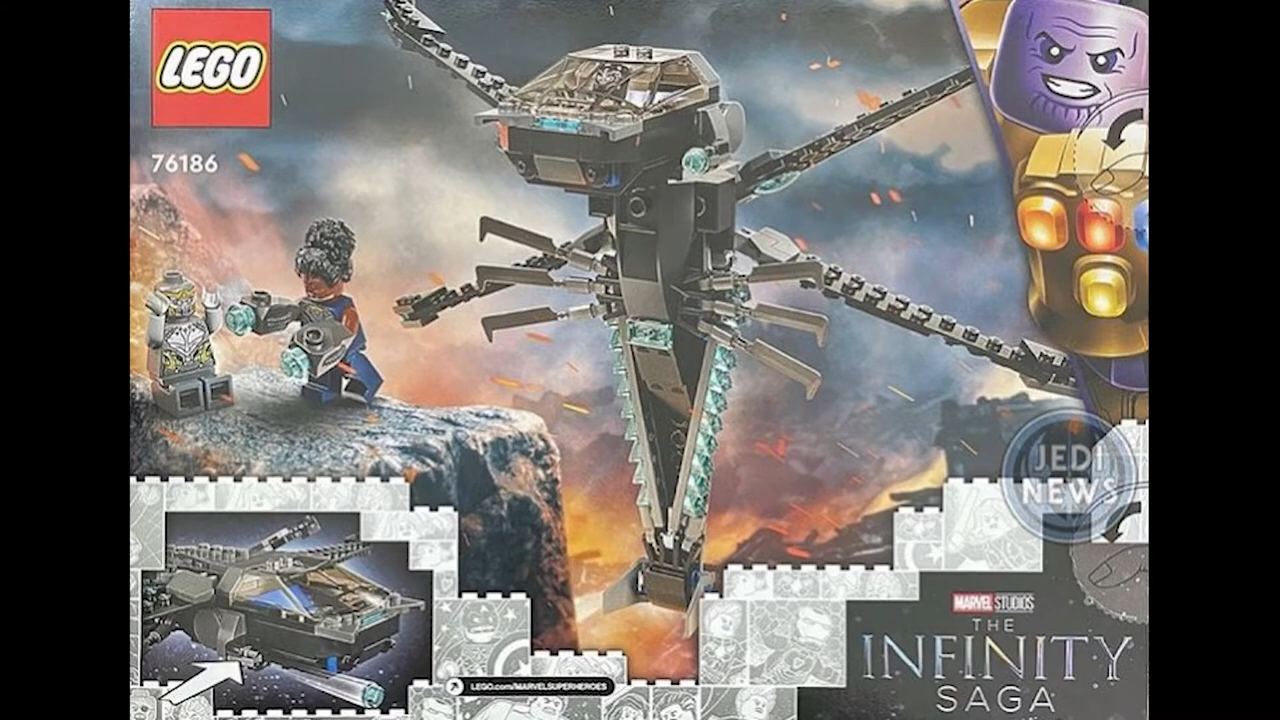 LEGO
76186
JEDI
NEWS
LEGO.com/MARVELSUPERHEROES
MARVEL STUDIOS
THE
INFINITY
SAGA